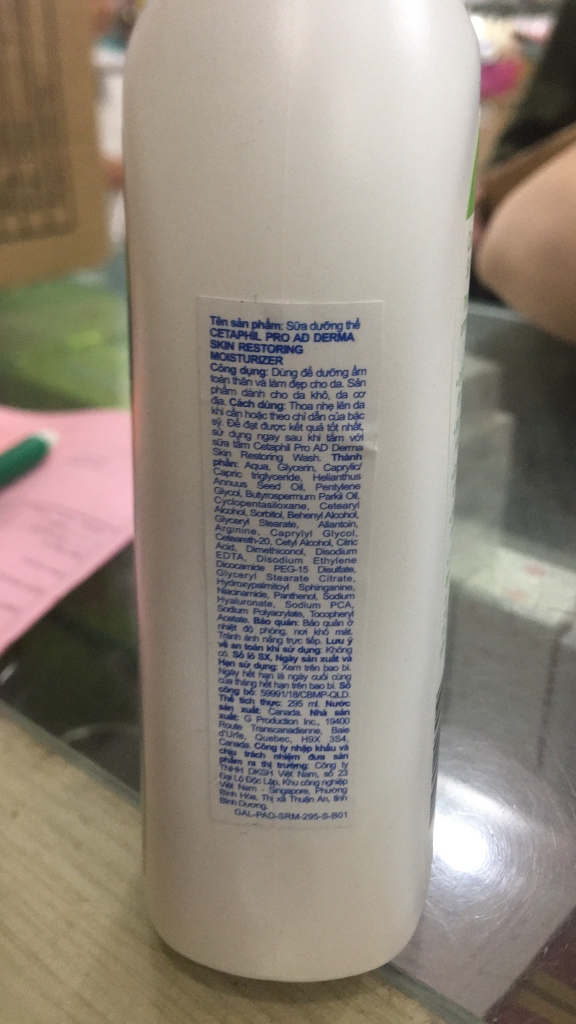 Tên sản phẩm: Sữa dưỡng thể
CETAPHIL PRO AD DERMA
SKIN RESTORING
MOISTURIZER
Công dụng: Dùng để dưỡng ẩm
toàn thân và làm đẹp cho da. Sản
phẩm dành cho da khô, da cơ
địa. Cách dùng: Thoa nhẹ lên da
khi cần hoặc theo chỉ dẫn của bác
sỹ. Để đạt được kết quả tốt nhất,
sử dụng ngay sau khi tắm với
sữa tắm Cetaphil Pro AD Derma
Skin Restoring Wash. Thành
phần: Aqua, Glycerin, Caprylic/
Capric triglyceride, Helianthus
Annuus Seed Oil, Pentylene
Glycol, Butyrospermum Parkii Oil,
Cyclopentasiloxane, Cetearyl
Alcohol, Sorbitol, Behenyl Alcohol,
Glyceryl Stearate, Allantoin,
Arginine, Caprylyl Glycol,
Ceteareth-20, Cetyl Alcohol, Citric
Acid, Dimethiconol, Disodium
EDTA, Disodium Ethylene
Dicocamide PEG-15 Disulfate,
Glyceryl Stearate Citrate,
Hydroxypalmitoyl Sphinganine,
Niacinamide, Panthenol, Sodium
Hyaluronate, Sodium PCA,
Sodium Polyacrylate, Tocopheryl
Acetate. Bảo quản: Bảo quản ở
nhiệt độ phòng, nơi khô mát.
Tránh ánh nắng trực tiếp. Lưu ý
về an toàn khi sử dụng: Không
có. Số lô SX, Ngày sản xuất và
Hạn sử dụng: Xem trên bao bì.
Ngày hết hạn là ngày cuối cùng
của tháng hết hạn trên bao bì. Số
công bố: 59991/18/CBMP-QLD.
Thể tích thực: 295 ml. Nước
sản xuất: Canada. Nhà sản
xuất: G Production Inc., 19400
Route Transcanadienne, Baie
d'Urfe, Quebec, H9X 3S4,
Canada. Công ty nhập khẩu và
chịu trách nhiệm đưa sản
phẩm ra thị trường: Công ty
TNHH DKSH Việt Nam, số 23
Đại Lộ Độc Lập, Khu công nghiệp
Việt Nam - Singapore, Phường
Bình Hòa, Thị xã Thuận An, tỉnh
Bình Dương.
GAL-PAD-SRM-295-S-B01